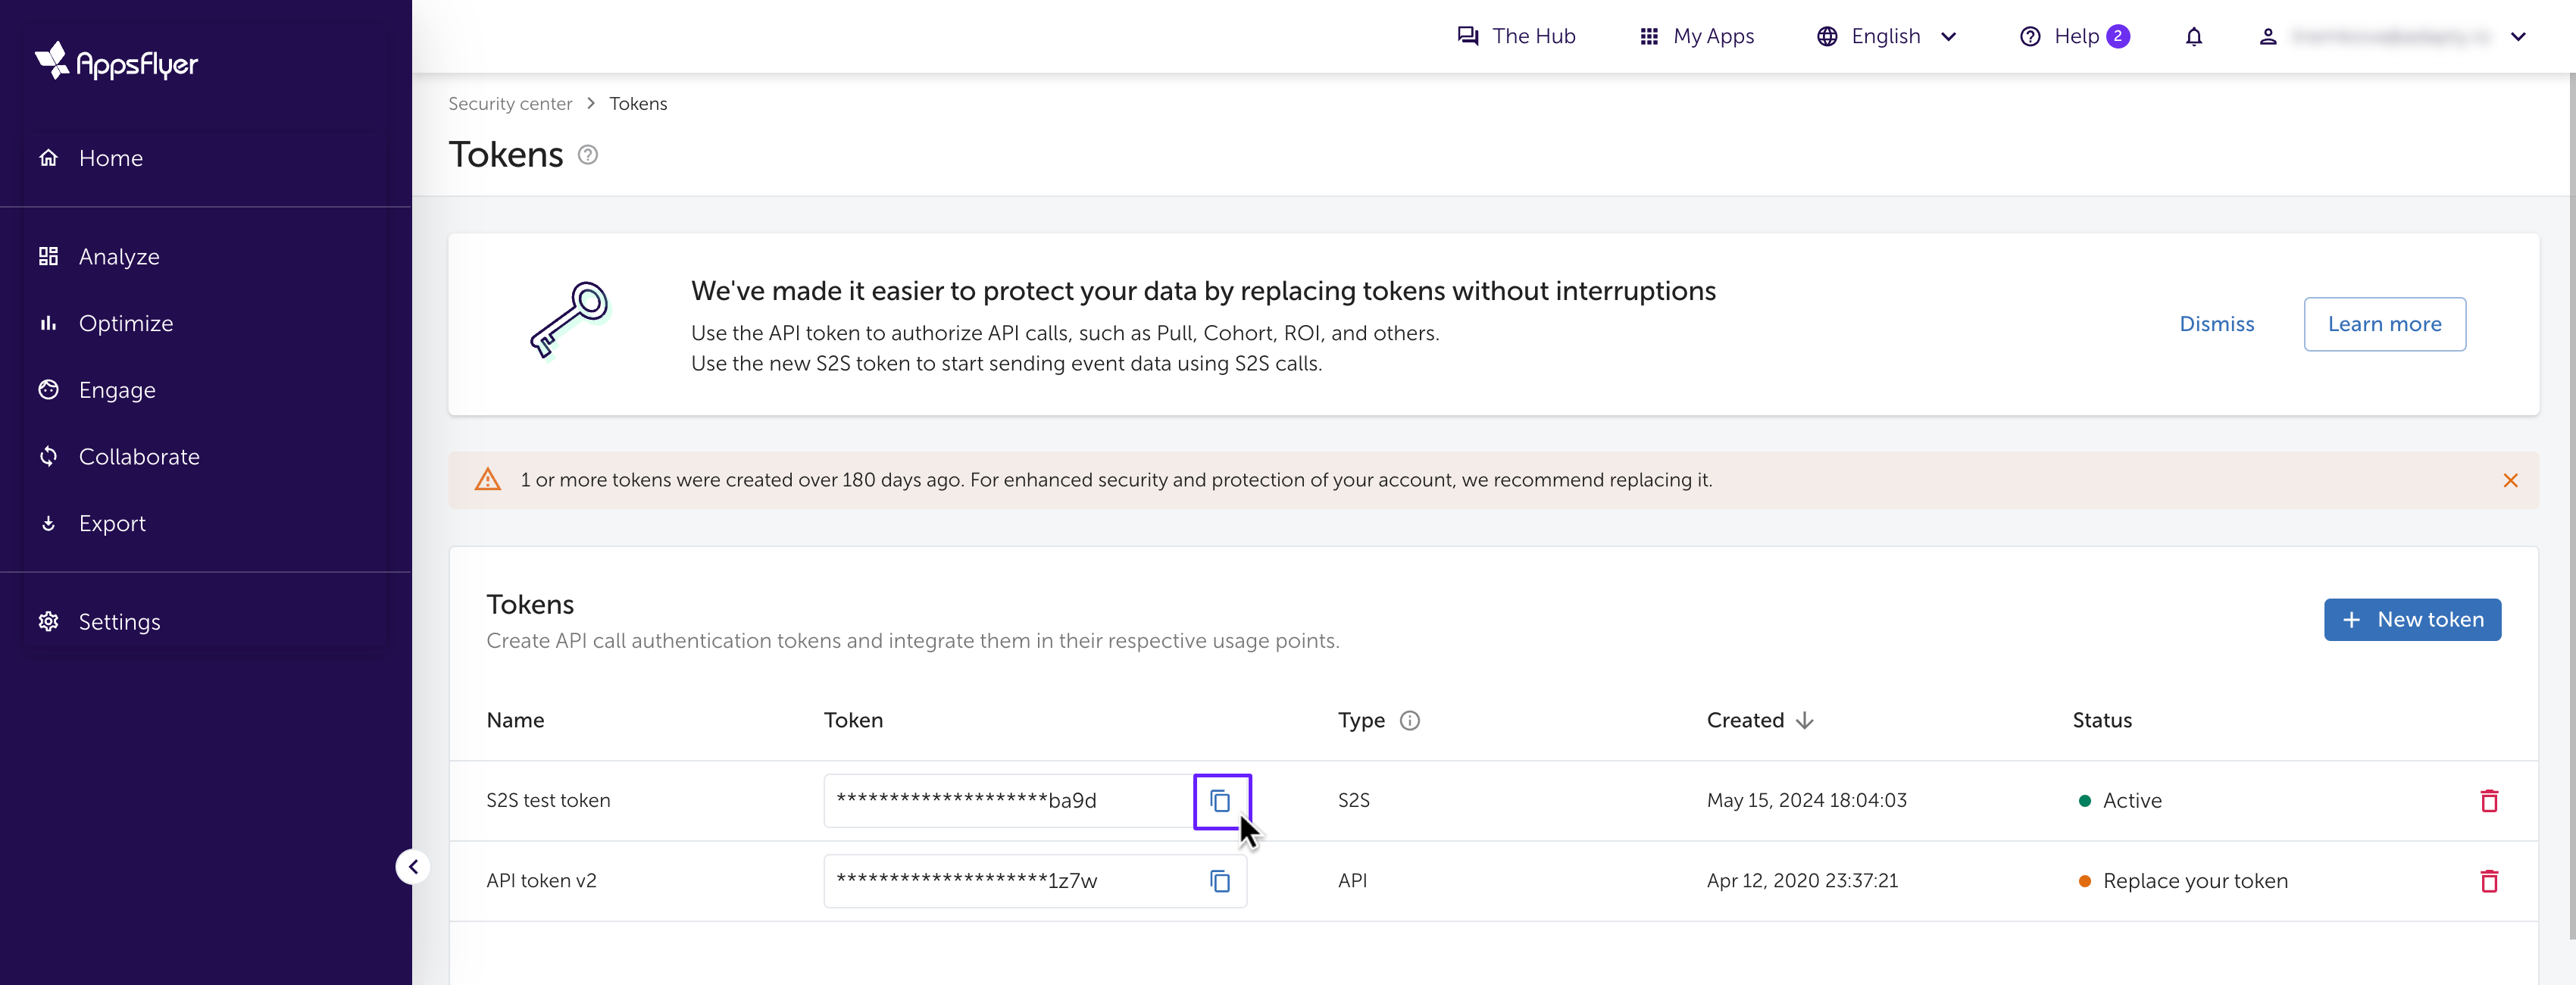 AppsFlyer
The Hub
My Apps
English
Help 2
Home
Analyze
Optimize
Engage
Collaborate
Export
Settings
Security center > Tokens
Tokens
We've made it easier to protect your data by replacing tokens without interruptions
Use the API token to authorize API calls, such as Pull, Cohort, ROI, and others.
Use the new S2S token to start sending event data using S2S calls.
Dismiss
Learn more
1 or more tokens were created over 180 days ago. For enhanced security and protection of your account, we recommend replacing it.
Tokens
Create API call authentication tokens and integrate them in their respective usage points.
+ New token
Name Token Type Created Status
S2S test token ********************ba9d S2S May 15, 2024 18:04:03 Active
API token v2 ********************1z7w API Apr 12, 2020 23:37:21 Replace your token